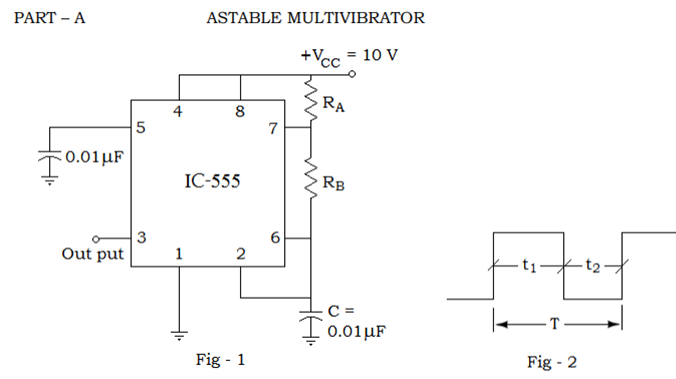 PART – A
ASTABLE MULTIVIBRATOR
+VCC = 10 V
4
8
RA
5
7
0.01µF
IC-555
RB
3
6
Out put
1
2
C =
0.01µF
Fig - 1
t1
t2
T
Fig - 2